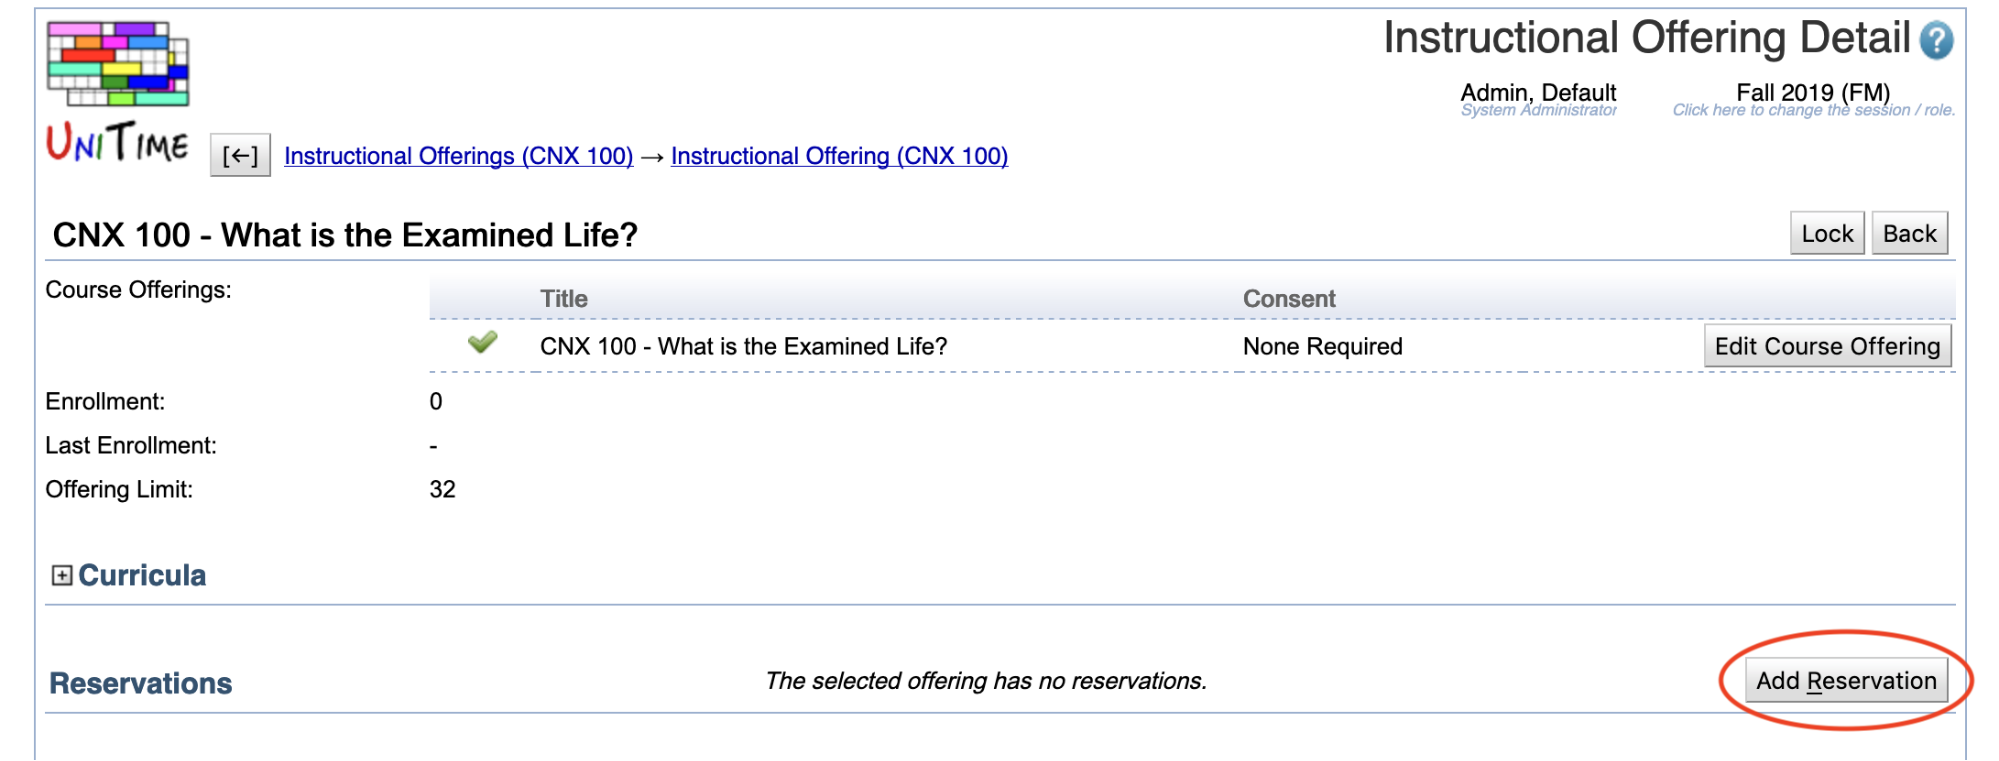 Instructional Offering Detail ?
Admin, Default Fall 2019 (FM)
System Administrator Click here to change the session / role.
UNITIME [←] Instructional Offerings (CNX 100) → Instructional Offering (CNX 100)
CNX 100 - What is the Examined Life? Lock Back
Course Offerings: Title Consent
CNX 100 - What is the Examined Life? None Required Edit Course Offering
Enrollment: 0
Last Enrollment: -
Offering Limit: 32
+ Curricula
Reservations The selected offering has no reservations. Add Reservation